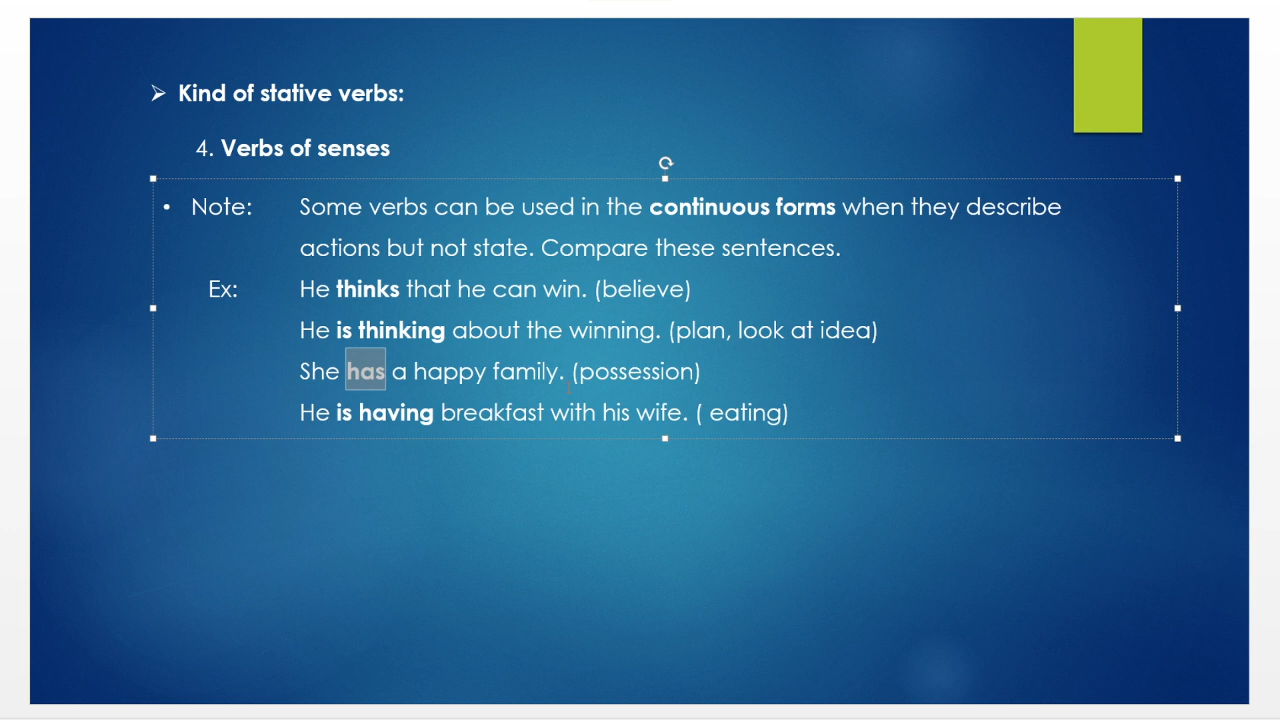 ➢ Kind of stative verbs:
4. Verbs of senses
• Note: Some verbs can be used in the continuous forms when they describe
actions but not state. Compare these sentences.
Ex: He thinks that he can win. (believe)
He is thinking about the winning. (plan, look at idea)
She has a happy family. (possession)
He is having breakfast with his wife. ( eating)